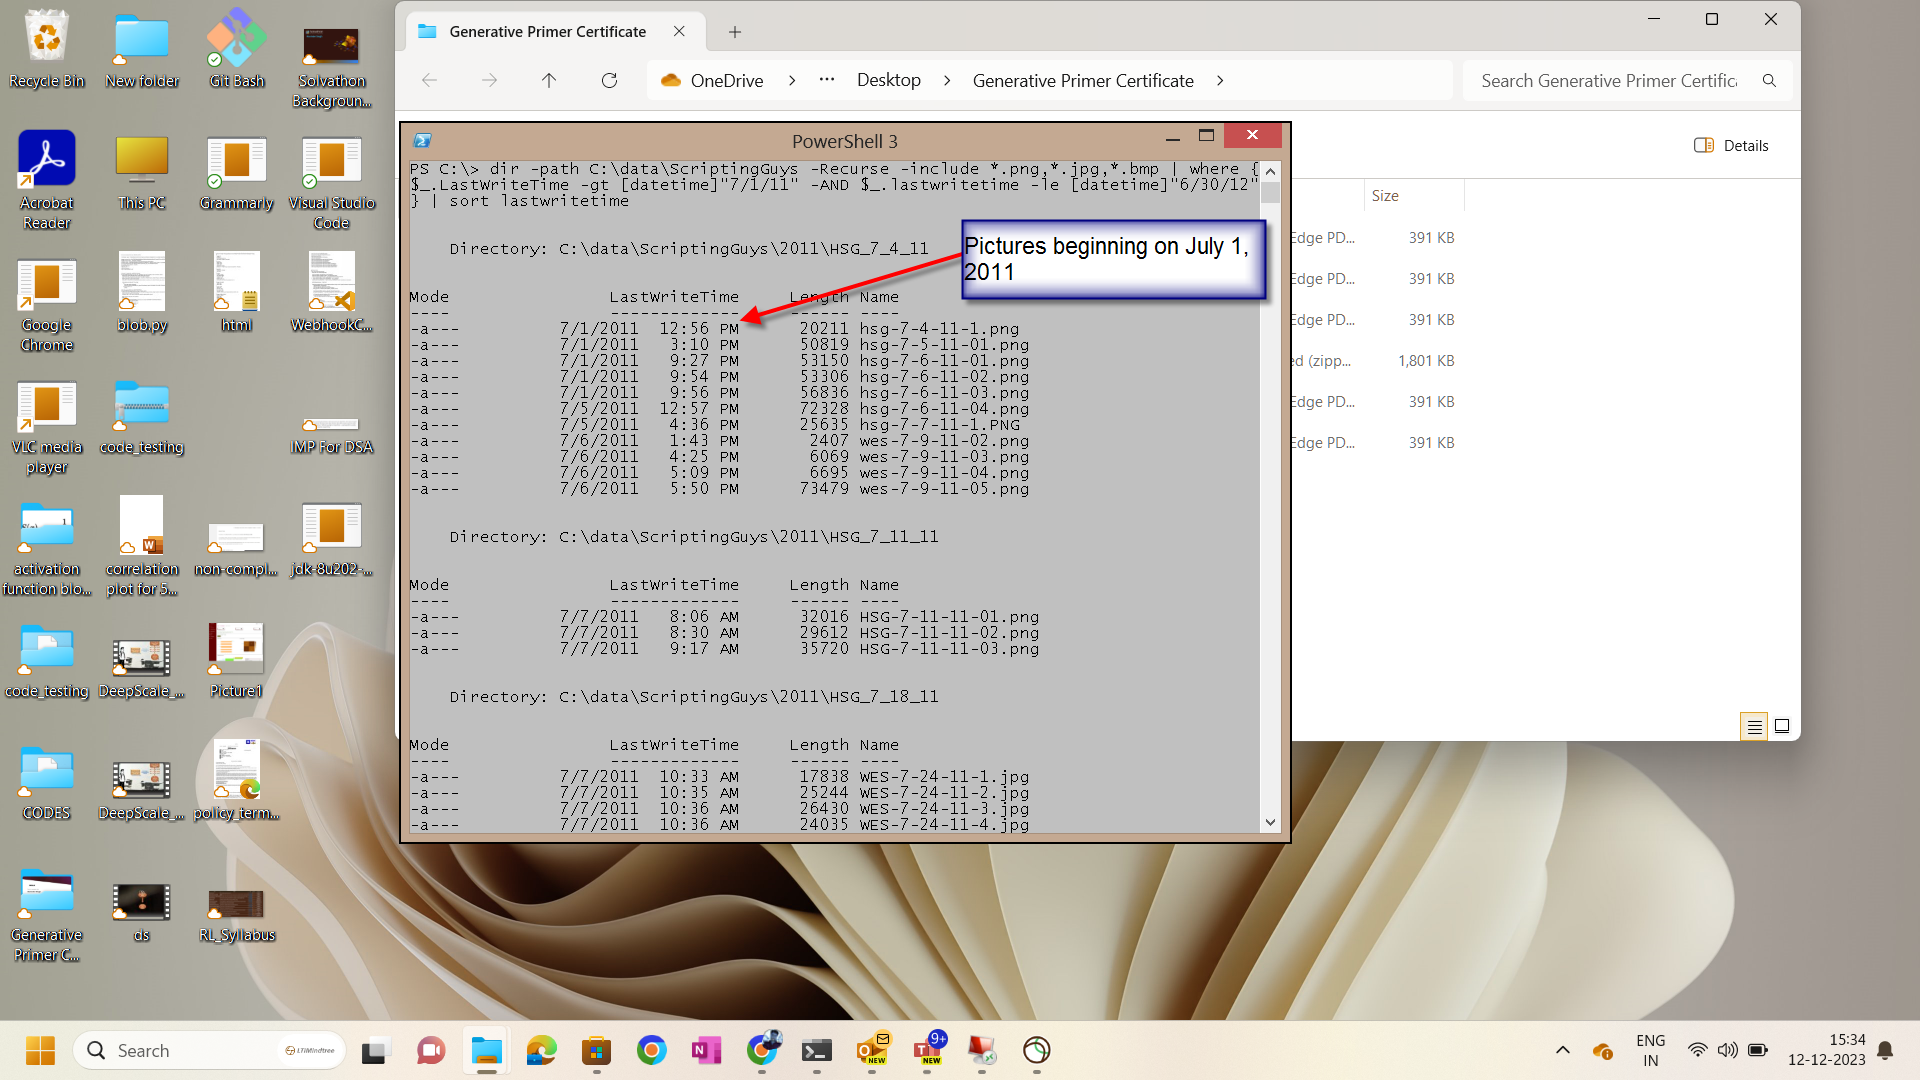 Recycle Bin
New folder
Git Bash
Solvathon
Backgroun...
Acrobat
Reader
This PC
Grammarly
Visual Studio
Code
Google
Chrome
blob.py
html
WebhookC...
VLC media
player
code_testing
IMP For DSA
activation
function blo...
correlation
plot for 5...
non-compl...
jdk-8u202-...
code_testing
DeepScale_...
Picture1
CODES
DeepScale_...
policy_term...
Generative
Primer C...
ds
RL_Syllabus
Generative Primer Certificate
OneDrive > ... Desktop > Generative Primer Certificate >
Search Generative Primer Certific
Details
Size
Edge PD... 391 KB
Edge PD... 391 KB
Edge PD... 391 KB
ed (zipp... 1,801 KB
Edge PD... 391 KB
Edge PD... 391 KB
PowerShell 3
PS C:\> dir -path C:\data\ScriptingGuys -Recurse -include *.png,*.jpg,*.bmp | where {
$_.LastWriteTime -gt [datetime]"7/1/11" -AND $_.lastwritetime -le [datetime]"6/30/12"
} | sort lastwritetime
Directory: C:\data\ScriptingGuys\2011\HSG_7_4_11
Pictures beginning on July 1,
2011
Mode LastWriteTime Length Name
---- ------------- ------ ----
-a--- 7/1/2011 12:56 PM 20211 hsg-7-4-11-1.png
-a--- 7/1/2011 3:10 PM 50819 hsg-7-5-11-01.png
-a--- 7/1/2011 9:27 PM 53150 hsg-7-6-11-01.png
-a--- 7/1/2011 9:54 PM 53306 hsg-7-6-11-02.png
-a--- 7/1/2011 9:56 PM 56836 hsg-7-6-11-03.png
-a--- 7/5/2011 12:57 PM 72328 hsg-7-6-11-04.png
-a--- 7/5/2011 4:36 PM 25635 hsg-7-7-11-1.PNG
-a--- 7/6/2011 1:43 PM 2407 wes-7-9-11-02.png
-a--- 7/6/2011 4:25 PM 6069 wes-7-9-11-03.png
-a--- 7/6/2011 5:09 PM 6695 wes-7-9-11-04.png
-a--- 7/6/2011 5:50 PM 73479 wes-7-9-11-05.png
Directory: C:\data\ScriptingGuys\2011\HSG_7_11_11
Mode LastWriteTime Length Name
---- ------------- ------ ----
-a--- 7/7/2011 8:06 AM 32016 HSG-7-11-11-01.png
-a--- 7/7/2011 8:30 AM 29612 HSG-7-11-11-02.png
-a--- 7/7/2011 9:17 AM 35720 HSG-7-11-11-03.png
Directory: C:\data\ScriptingGuys\2011\HSG_7_18_11
Mode LastWriteTime Length Name
---- ------------- ------ ----
-a--- 7/7/2011 10:33 AM 17838 WES-7-24-11-1.jpg
-a--- 7/7/2011 10:35 AM 25244 WES-7-24-11-2.jpg
-a--- 7/7/2011 10:36 AM 26430 WES-7-24-11-3.jpg
-a--- 7/7/2011 10:36 AM 24035 WES-7-24-11-4.jpg
Search
LTIMindtree
NEW
9+
NEW
ENG
IN
15:34
12-12-2023